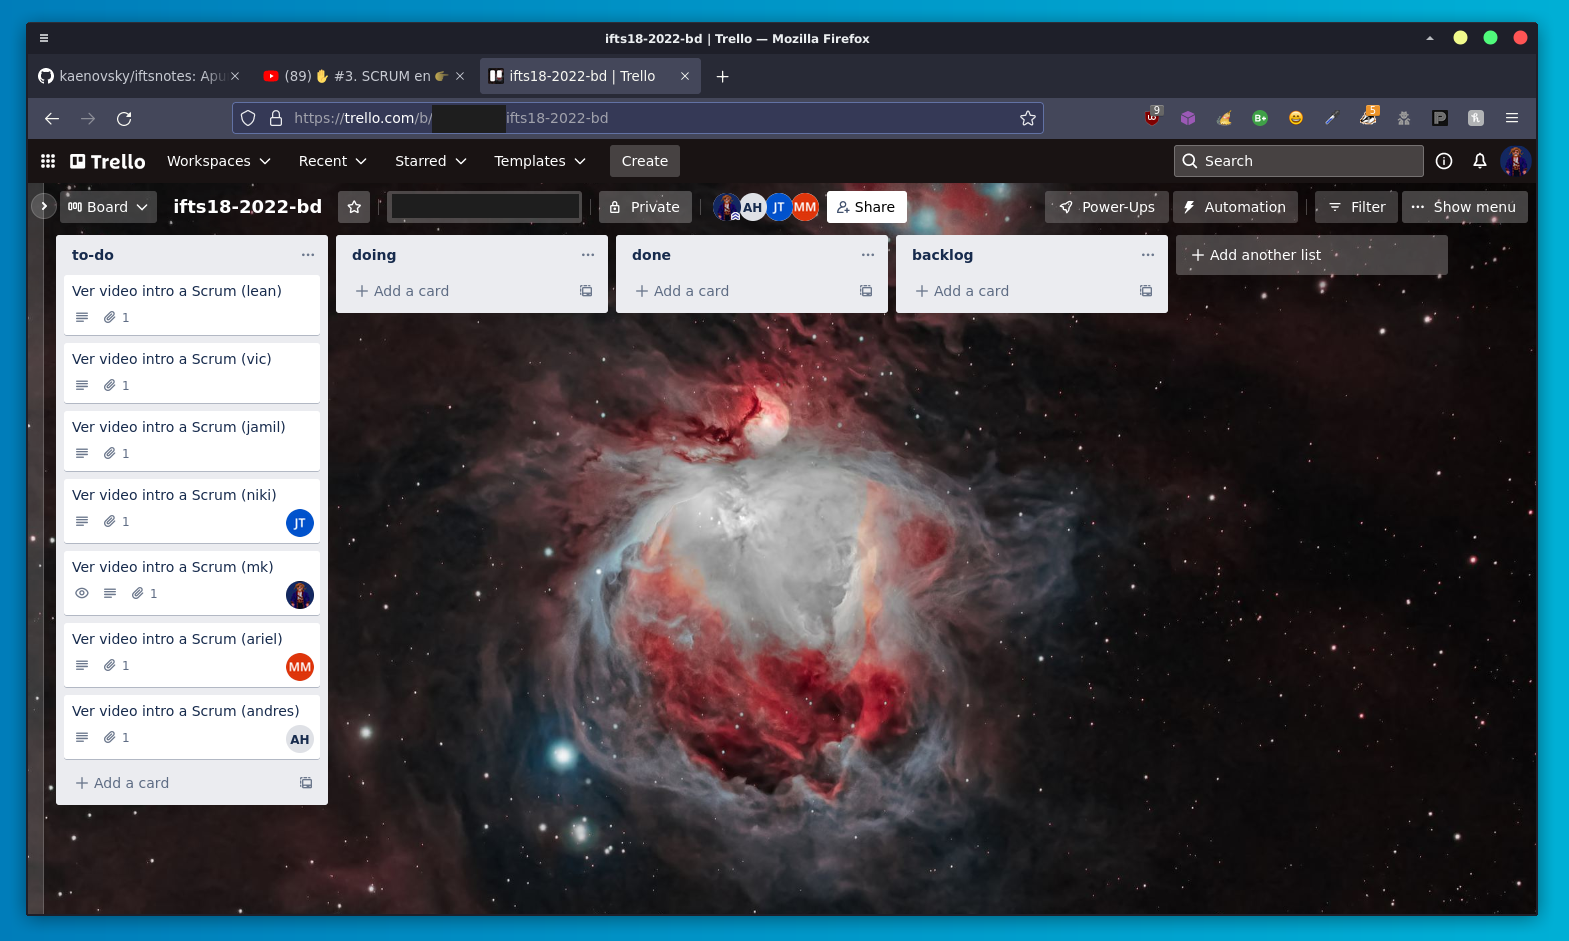 ifts18-2022-bd | Trello — Mozilla Firefox
kaenovsky/iftsnotes: Apu
(89) ✋ #3. SCRUM en 👉
ifts18-2022-bd | Trello
https://trello.com/b/ ifts18-2022-bd
9
B+
5
Trello
Workspaces
Recent
Starred
Templates
Create
Search
Board
ifts18-2022-bd
Private
AH
JT
MM
Share
Power-Ups
Automation
Filter
Show menu
to-do
Ver video intro a Scrum (lean)
1
Ver video intro a Scrum (vic)
1
Ver video intro a Scrum (jamil)
1
Ver video intro a Scrum (niki)
1
JT
Ver video intro a Scrum (mk)
1
Ver video intro a Scrum (ariel)
1
MM
Ver video intro a Scrum (andres)
1
AH
+ Add a card
doing
+ Add a card
done
+ Add a card
backlog
+ Add a card
+ Add another list